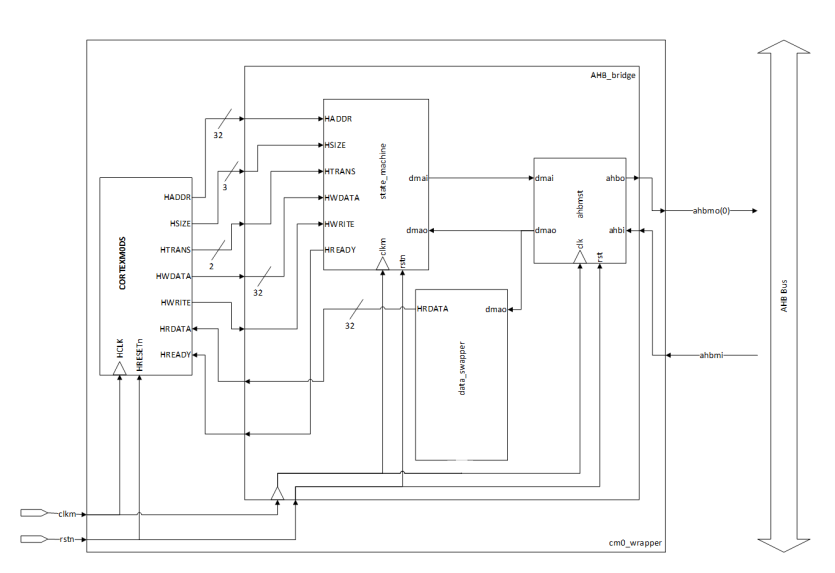 AHB_bridge
32
HADDR
HSIZE
3
HTRANS
dmai
dmai
ahbo
state_machine
ahbmst
HADDR
HWDATA
ahbmo(0)
HSIZE
HWRITE
dmao
dmao
ahbi
CORTEXM0DS
HTRANS
2
HREADY
clkm
rstn
clk
rst
HWDATA
32
AHB Bus
HWRITE
HRDATA
dmao
32
HRDATA
HREADY
ahbmi
HCLK
HRESETn
data_swapper
clkm
rstn
cm0_wrapper